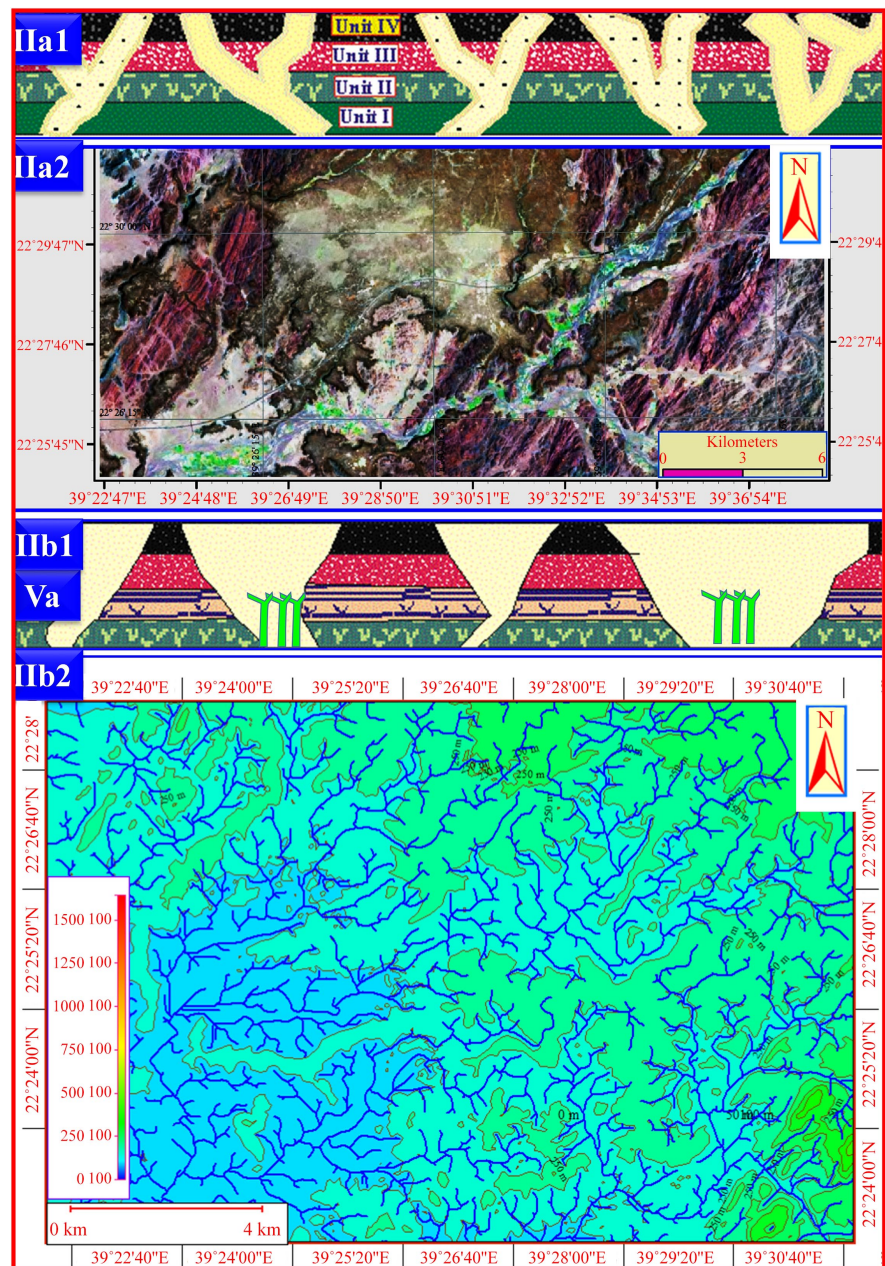 IIa1
Unit IV
Unit III
Unit II
Unit I
IIa2
N
22° 30' 00"N
22°29'47"N
22°29'4
22°27'46"N
22°27'4
22° 26' 15"
22°25'45"N
22°25'4
39°26'15"
Kilometers
0 3 6
39°22'47"E 39°24'48"E 39°26'49"E 39°28'50"E 39°30'51"E 39°32'52"E 39°34'53"E 39°36'54"E
IIb1
Va
IIb2
39°22'40"E 39°24'00"E 39°25'20"E 39°26'40"E 39°28'00"E 39°29'20"E 39°30'40"E
N
22°28'
22°26'40"N
22°25'20"N
22°24'00"N
22°28'00"N
22°26'40"N
22°25'20"N
22°24'00"N
250 m
250 m
250 m
250 m
0 m
1500 100
1250 100
1000 100
750 100
500 100
250 100
0 100
0 km 4 km
39°22'40"E 39°24'00"E 39°25'20"E 39°26'40"E 39°28'00"E 39°29'20"E 39°30'40"E